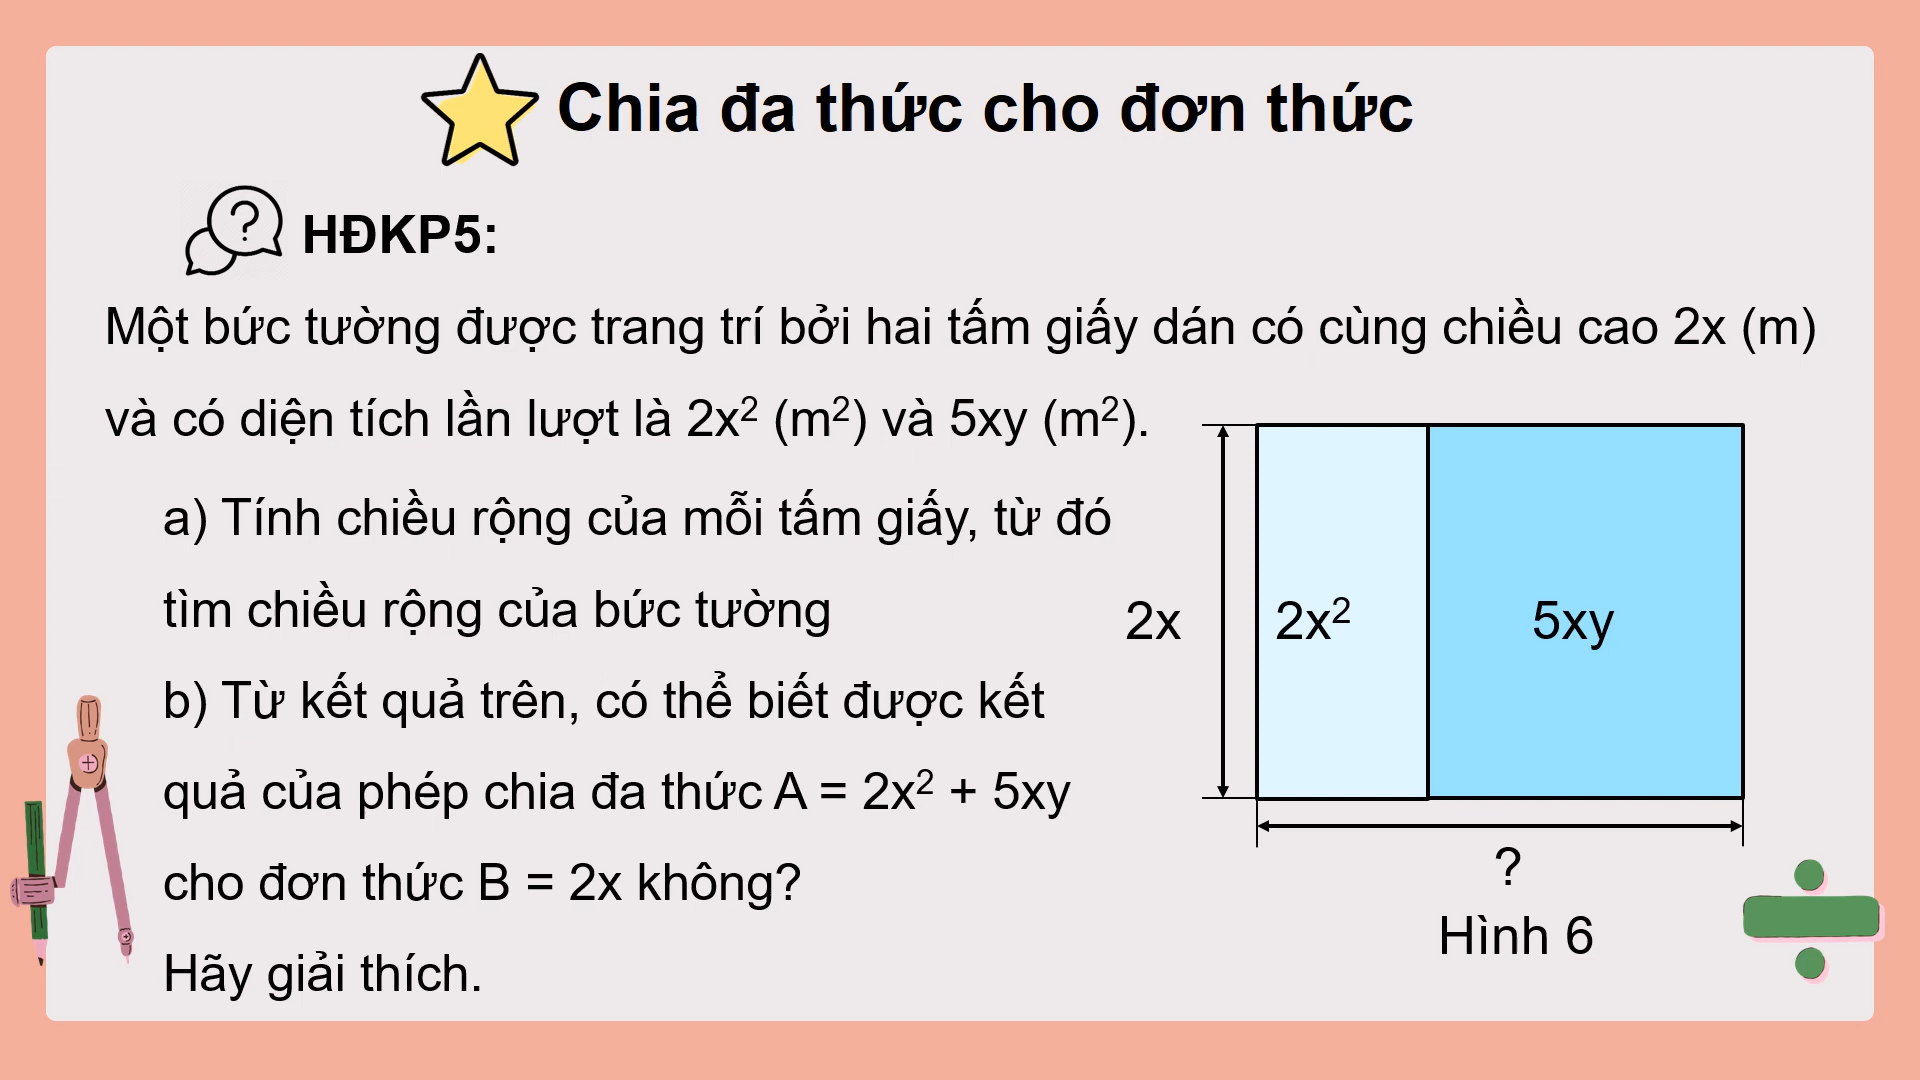 Chia đa thức cho đơn thức
?
HĐKP5:
Một bức tường được trang trí bởi hai tấm giấy dán có cùng chiều cao 2x (m)
và có diện tích lần lượt là 2x² (m²) và 5xy (m²).
a) Tính chiều rộng của mỗi tấm giấy, từ đó
tìm chiều rộng của bức tường
b) Từ kết quả trên, có thể biết được kết
quả của phép chia đa thức A = 2x² + 5xy
cho đơn thức B = 2x không?
Hãy giải thích.
2x
2x²
5xy
?
Hình 6